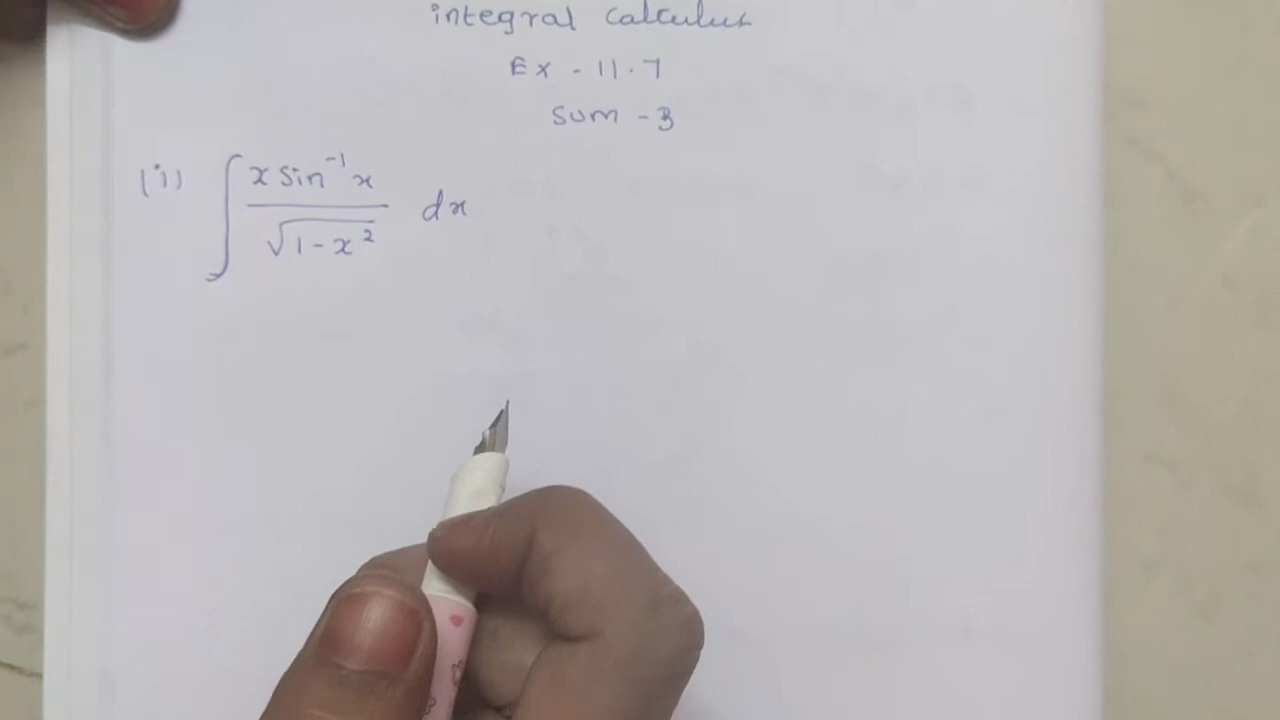 integral calculus
Ex - 11.7
Sum - 3
(i) ∫ x sin⁻¹x / √(1-x²) dx